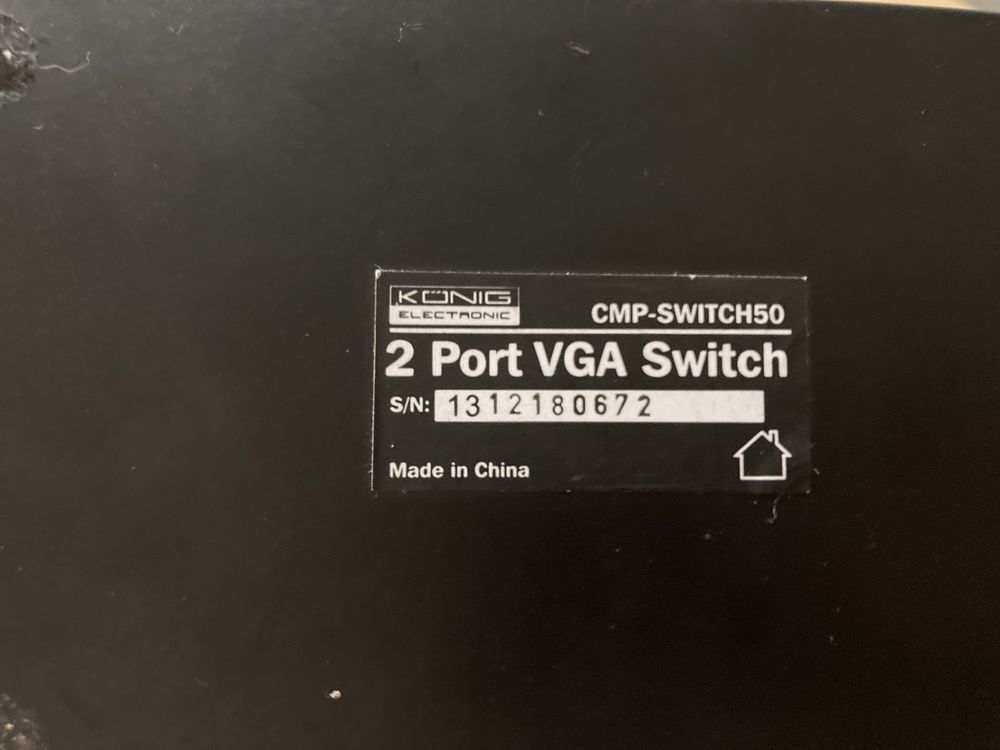 KÖNIG
ELECTRONIC
CMP-SWITCH50
2 Port VGA Switch
S/N: 1312180672
Made in China